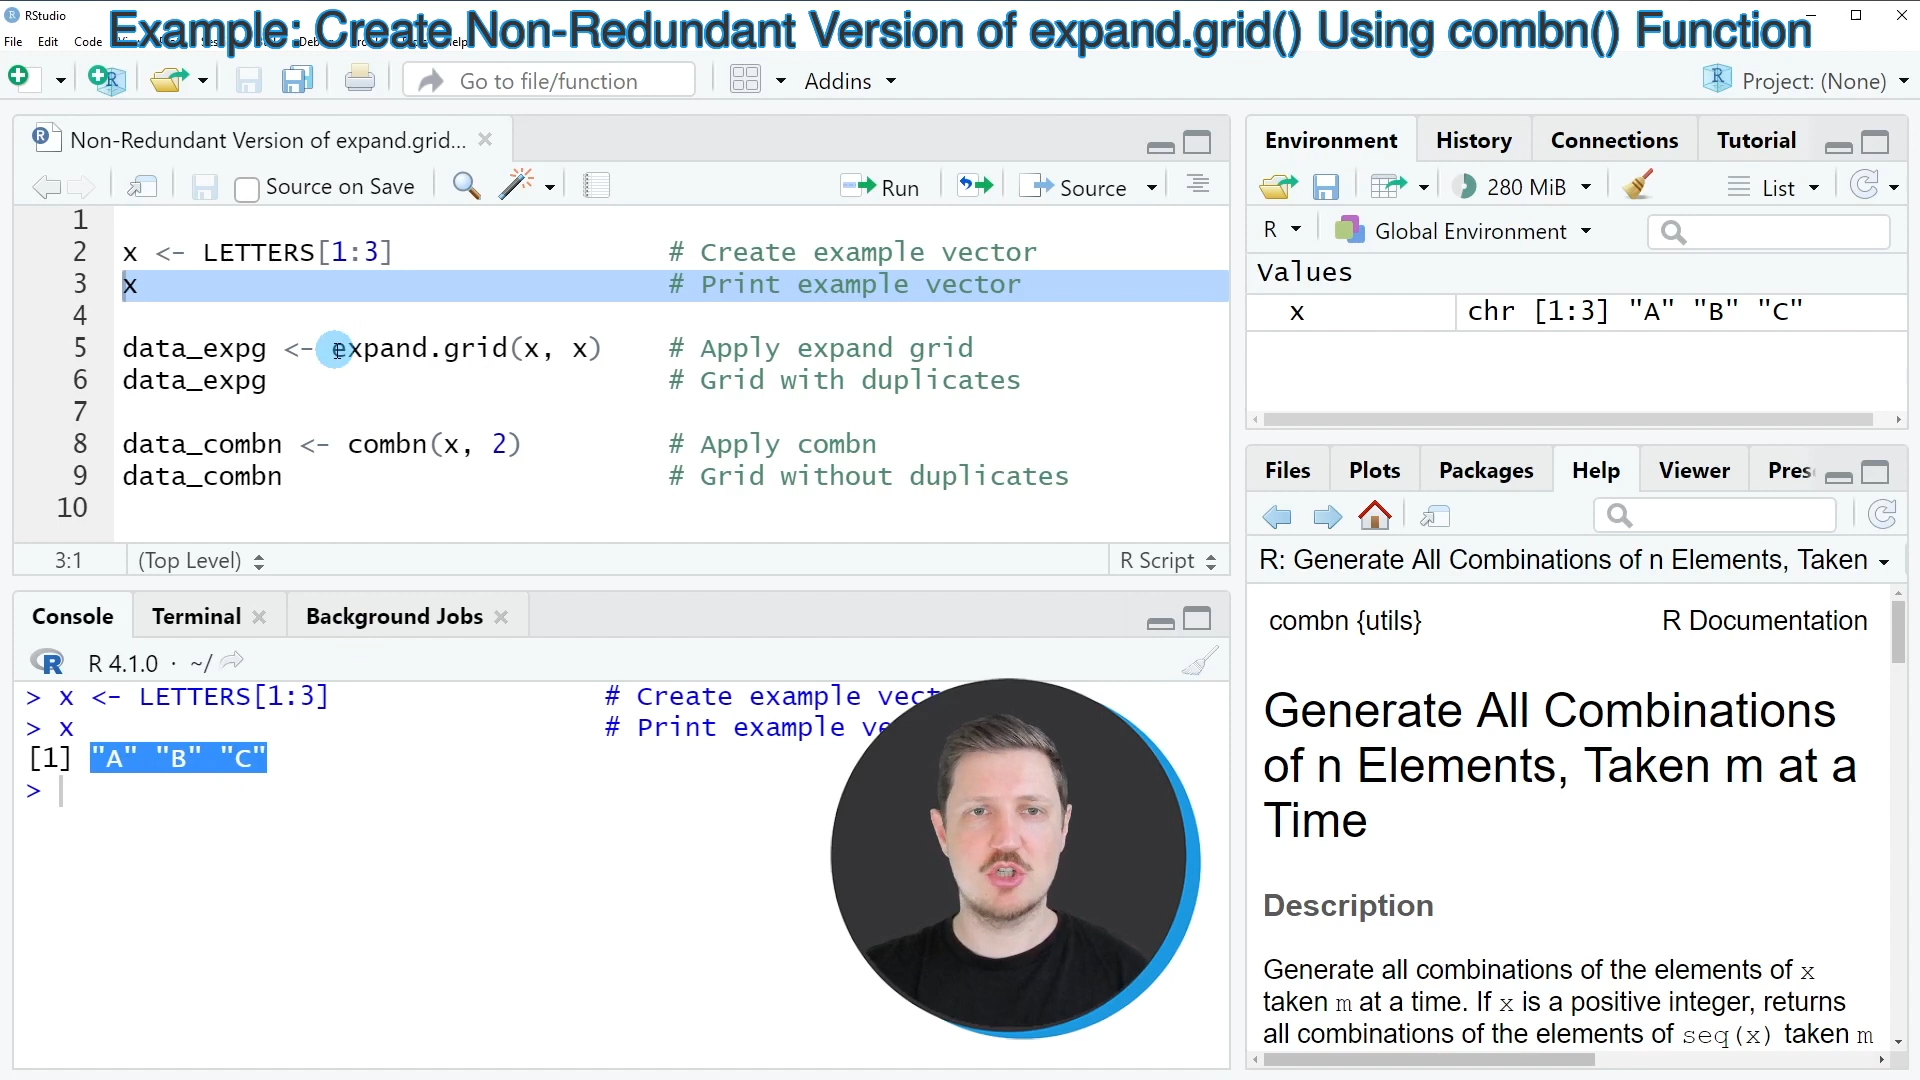 RStudio
Example: Create Non-Redundant Version of expand.grid() Using combn() Function
File Edit Code
Go to file/function
Addins
Project: (None)
Non-Redundant Version of expand.grid...
Source on Save
Run
Source
1
2 x <- LETTERS[1:3] # Create example vector
3 x # Print example vector
4
5 data_expg <- expand.grid(x, x) # Apply expand grid
6 data_expg # Grid with duplicates
7
8 data_combn <- combn(x, 2) # Apply combn
9 data_combn # Grid without duplicates
10
3:1 (Top Level) R Script
Console Terminal Background Jobs
R 4.1.0 · ~/
> x <- LETTERS[1:3] # Create example vect
> x # Print example ve
[1] "A" "B" "C"
>
Environment History Connections Tutorial
280 MiB List
R Global Environment
Values
x chr [1:3] "A" "B" "C"
Files Plots Packages Help Viewer Pres
R: Generate All Combinations of n Elements, Taken
combn {utils} R Documentation
Generate All Combinations
of n Elements, Taken m at a
Time
Description
Generate all combinations of the elements of x
taken m at a time. If x is a positive integer, returns
all combinations of the elements of seq(x) taken m